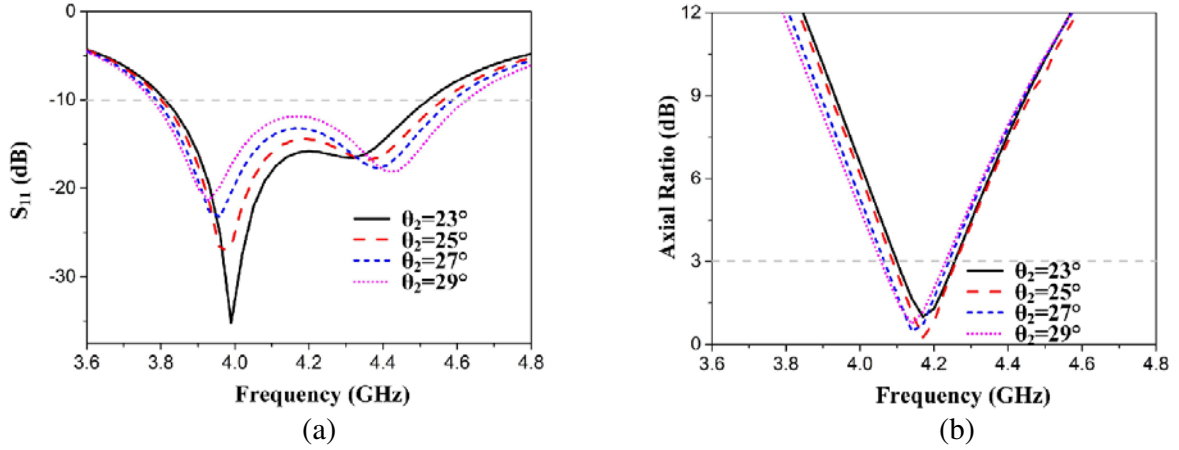 0
-10
-20
-30
S₁₁ (dB)
θ₂=23°
θ₂=25°
θ₂=27°
θ₂=29°
3.6 4.0 4.2 4.4 4.8
Frequency (GHz)
(a)
12
9
6
3
0
Axial Ratio (dB)
θ₂=23°
θ₂=25°
θ₂=27°
θ₂=29°
3.6 3.8 4.0 4.2 4.4 4.6 4.8
Frequency (GHz)
(b)